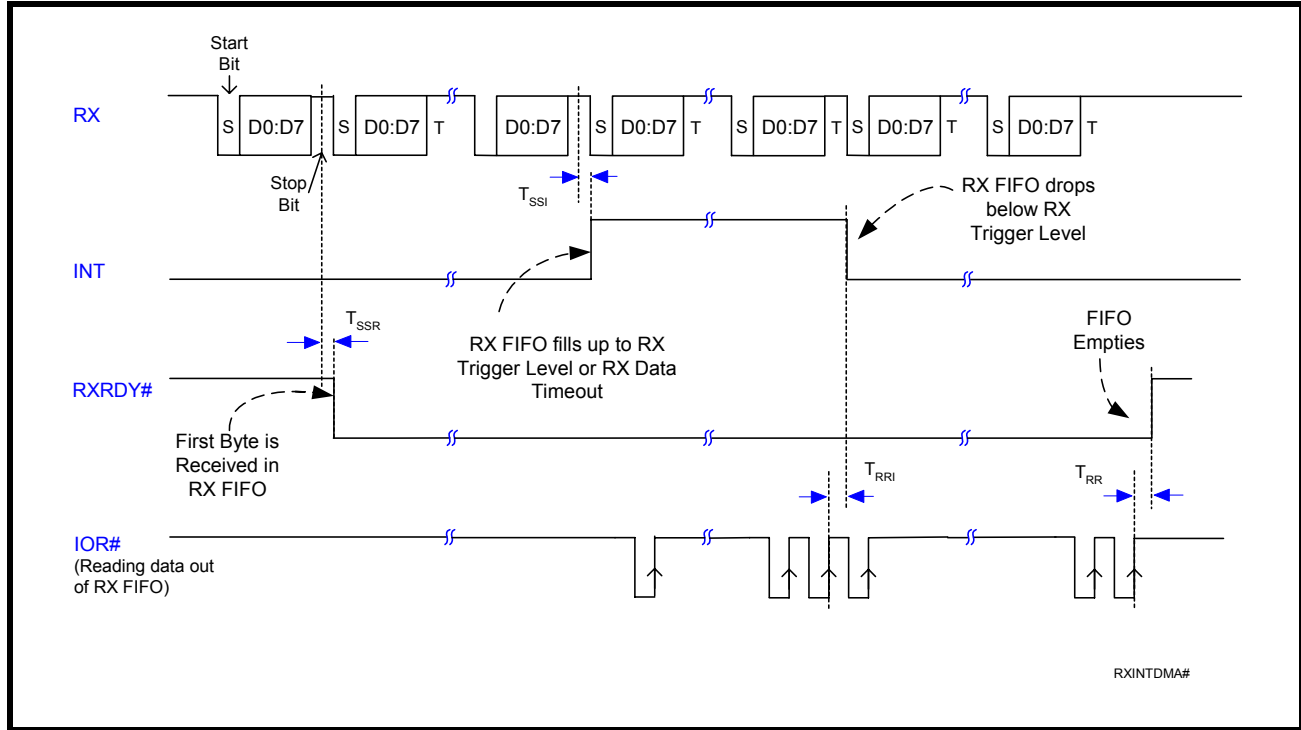 Start
Bit
RX
S D0:D7 S D0:D7 T D0:D7 S D0:D7 T S D0:D7 T S D0:D7 T S D0:D7 T
Stop
Bit
TSSI
RX FIFO drops
below RX
Trigger Level
INT
TSSR
RX FIFO fills up to RX
Trigger Level or RX Data
Timeout
FIFO
Empties
RXRDY#
First Byte is
Received in
RX FIFO
TRRI
TRR
IOR#
(Reading data out
of RX FIFO)
RXINTDMA#